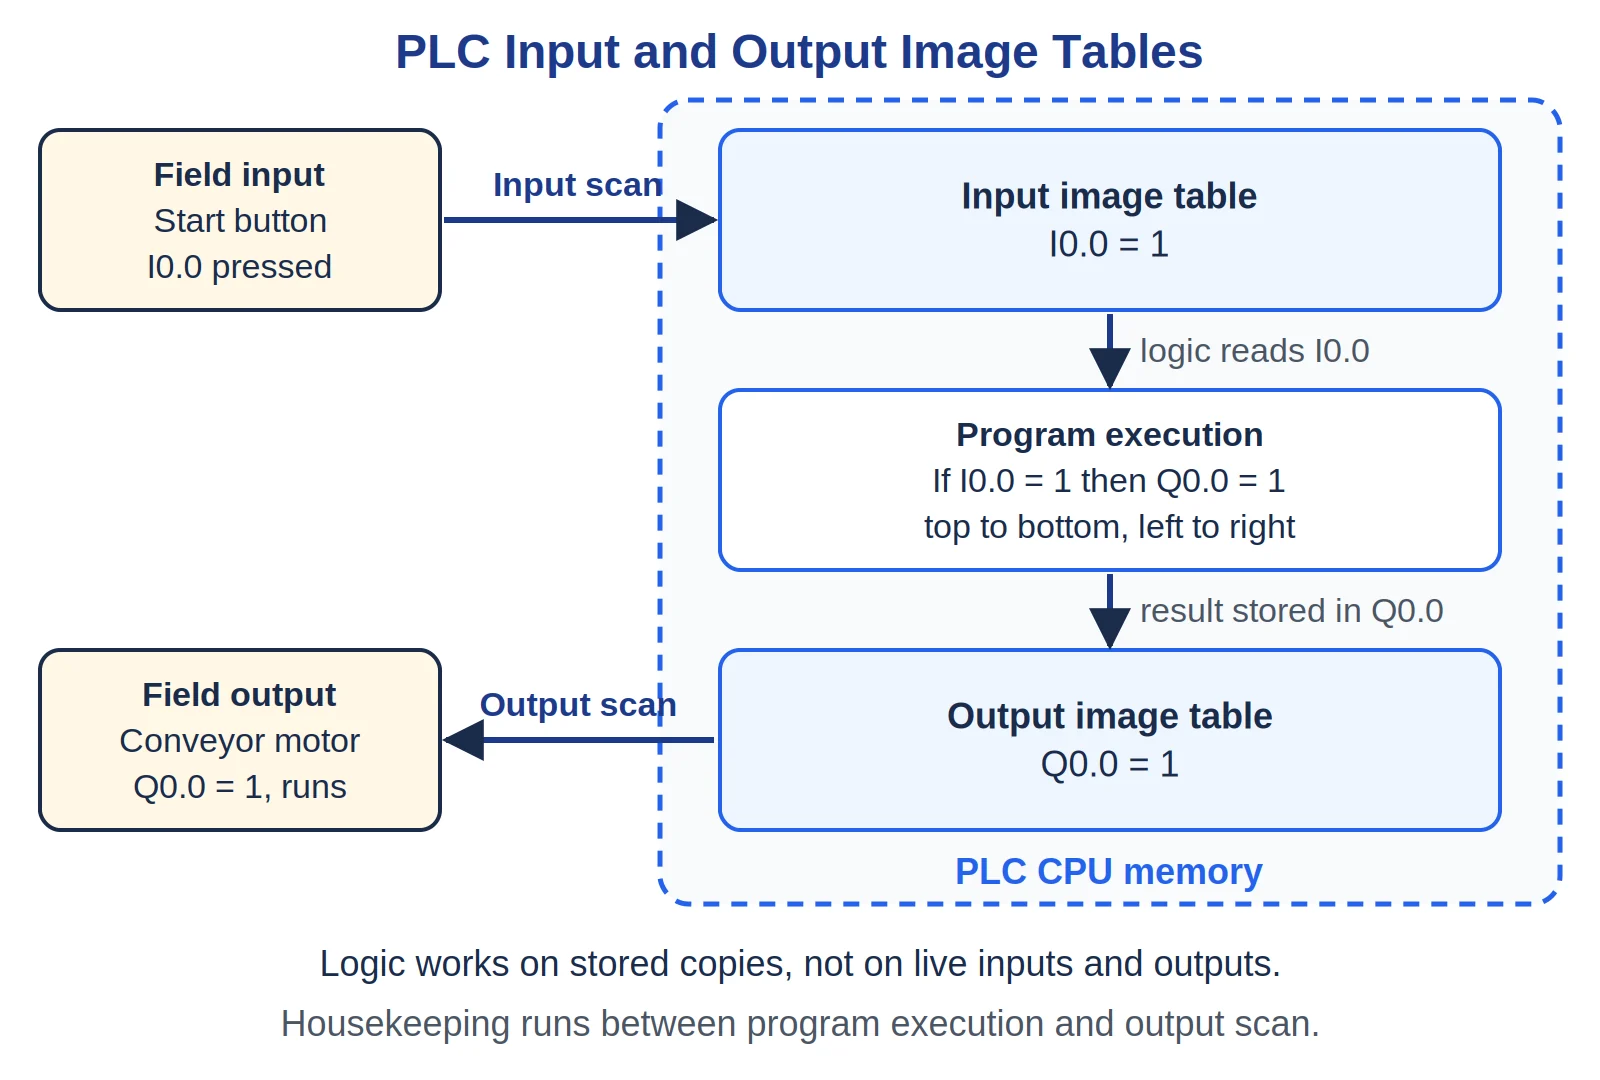 PLC Input and Output Image Tables
Field input
Start button
I0.0 pressed
Input scan
Input image table
I0.0 = 1
logic reads I0.0
Program execution
If I0.0 = 1 then Q0.0 = 1
top to bottom, left to right
result stored in Q0.0
Field output
Conveyor motor
Q0.0 = 1, runs
Output scan
Output image table
Q0.0 = 1
PLC CPU memory
Logic works on stored copies, not on live inputs and outputs.
Housekeeping runs between program execution and output scan.